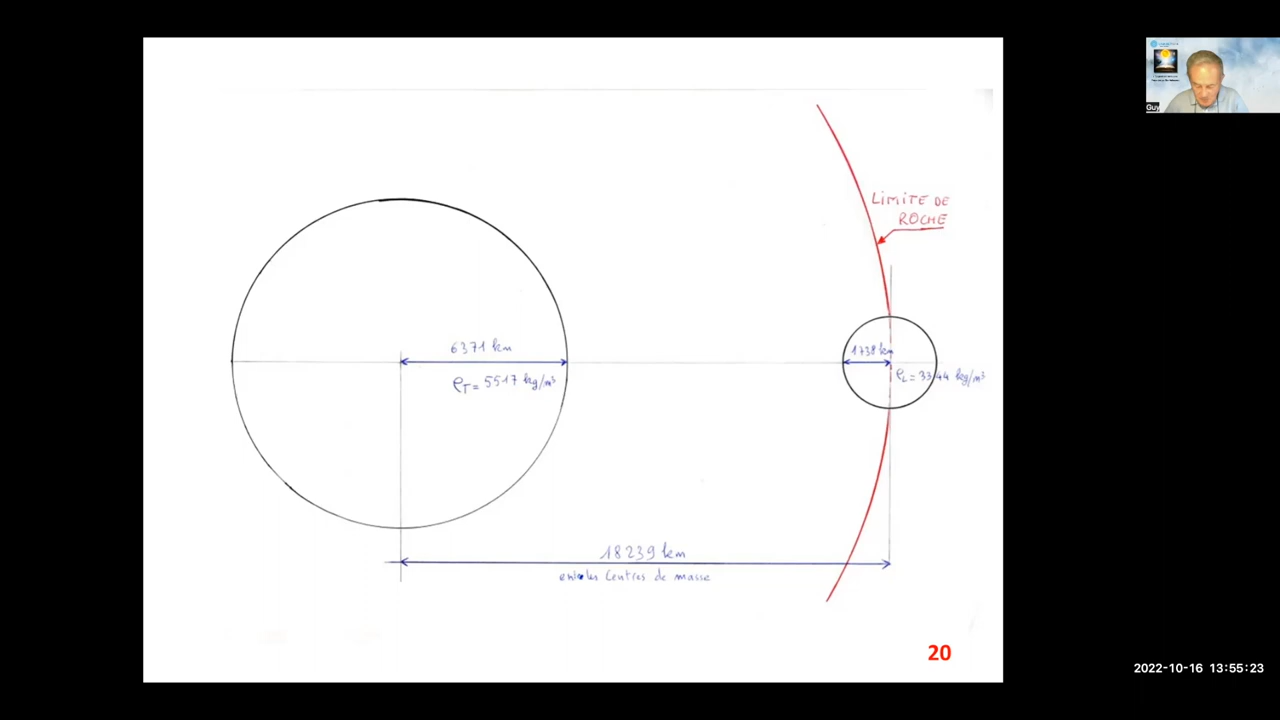 LIMITE DE
ROCHE
6371 km
ρT = 5517 kg/m³
1738 km
ρL = 3344 kg/m³
18239 km
entre les Centres de masse
20
Guy
2022-10-16 13:55:23